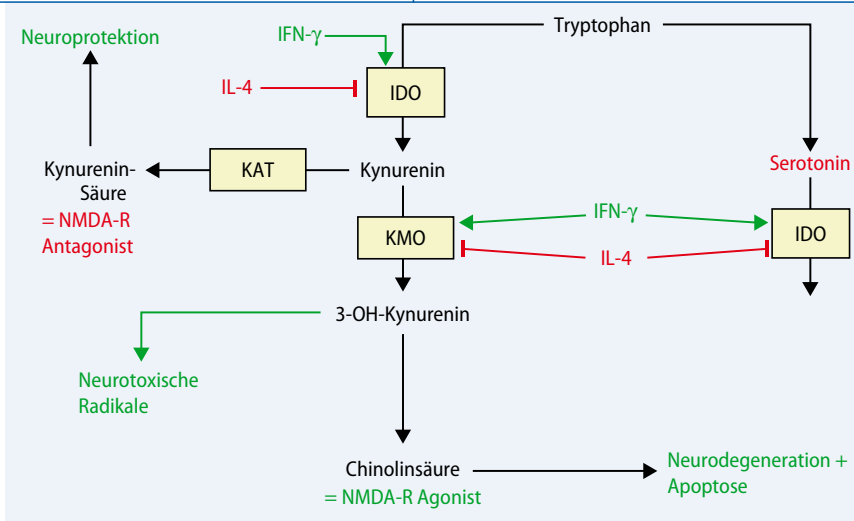 Tryptophan
IFN-γ
Neuroprotektion
IL-4
IDO
Kynurenin-
Säure
= NMDA-R
Antagonist
KAT
Kynurenin
Serotonin
IFN-γ
KMO
IDO
IL-4
3-OH-Kynurenin
Neurotoxische
Radikale
Chinolinsäure
= NMDA-R Agonist
Neurodegeneration +
Apoptose